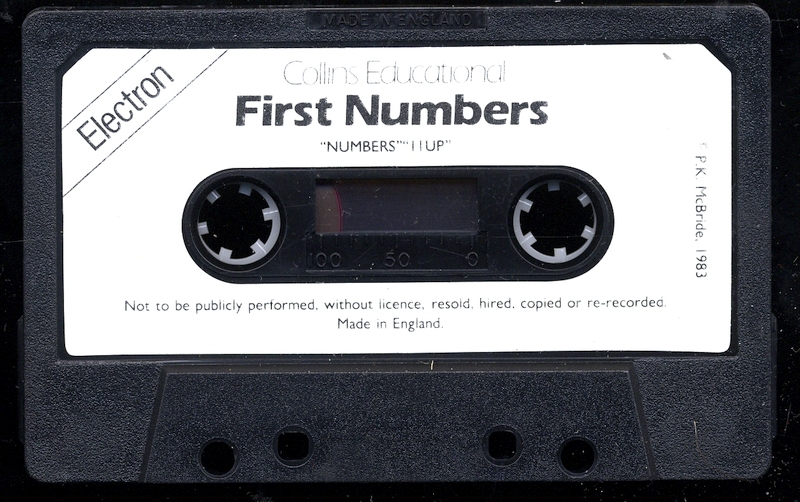 MADE IN ENGLAND
Electron
Collins Educational
First Numbers
"NUMBERS" "11UP"
© P.K. McBride, 1983
100 50 0
Not to be publicly performed, without licence, resold, hired, copied or re-recorded.
Made in England.